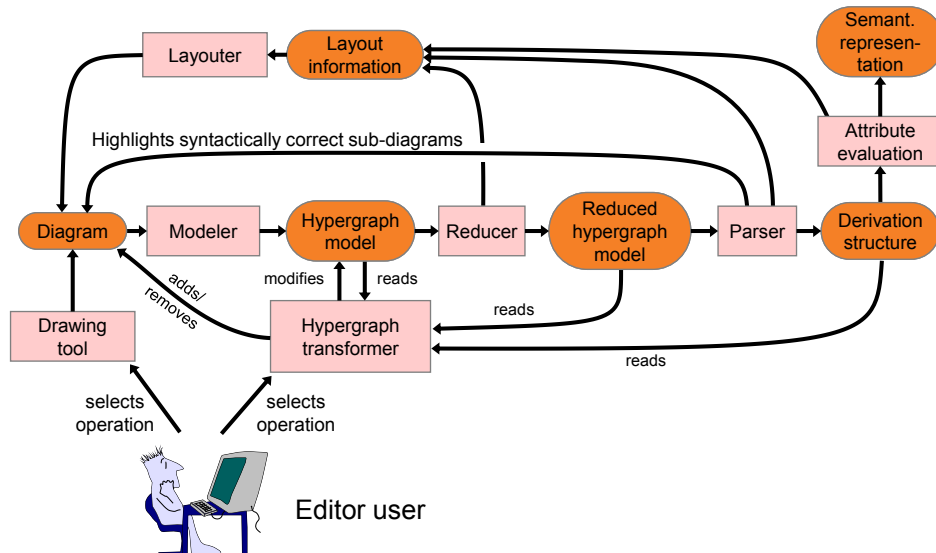 Layouter
Layout
information
Semant.
represen-
tation
Highlights syntactically correct sub-diagrams
Attribute
evaluation
Diagram
Modeler
Hypergraph
model
Reducer
Reduced
hypergraph
model
Parser
Derivation
structure
adds/
removes
modifies
reads
reads
reads
Drawing
tool
Hypergraph
transformer
selects
operation
selects
operation
Editor user